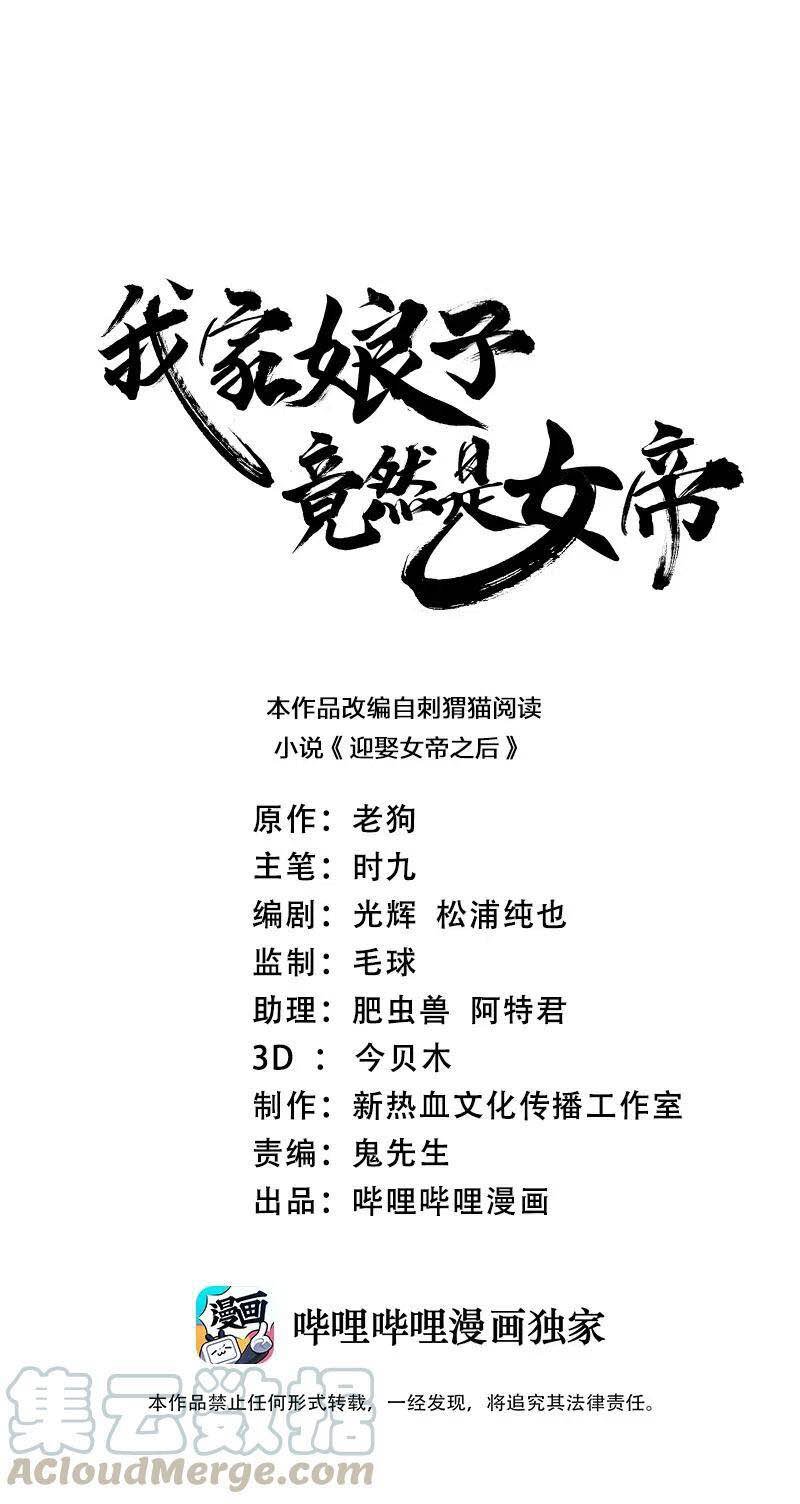 我家娘子
竟然是女帝
本作品改编自刺猬猫阅读
小说《迎娶女帝之后》
原作：老狗
主笔：时九
编剧：光辉 松浦纯也
监制：毛球
助理：肥虫兽 阿特君
3D ： 今贝木
制作：新热血文化传播工作室
责编：鬼先生
出品：哔哩哔哩漫画
漫画
哔哩哔哩漫画独家
本作品禁止任何形式转载，一经发现，将追究其法律责任。
集云数据
AcloudMerge.com